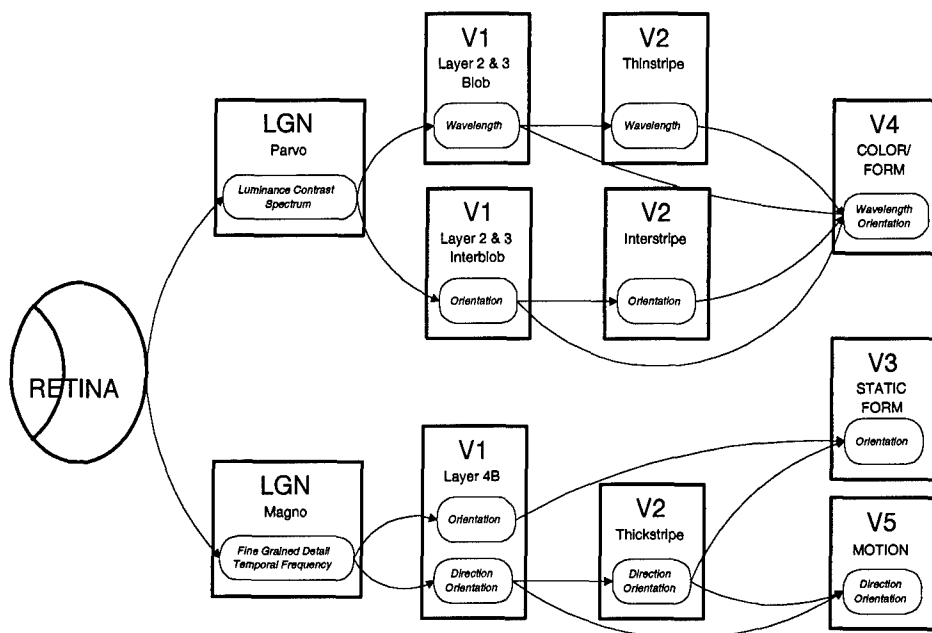 RETINA
LGN
Parvo
Luminance Contrast
Spectrum
V1
Layer 2 & 3
Blob
Wavelength
V2
Thinstripe
Wavelength
V1
Layer 2 & 3
Interblob
Orientation
V2
Interstripe
Orientation
V4
COLOR/
FORM
Wavelength
Orientation
LGN
Magno
Fine Grained Detail
Temporal Frequency
V1
Layer 4B
Orientation
Direction
Orientation
V2
Thickstripe
Direction
Orientation
V3
STATIC
FORM
Orientation
V5
MOTION
Direction
Orientation